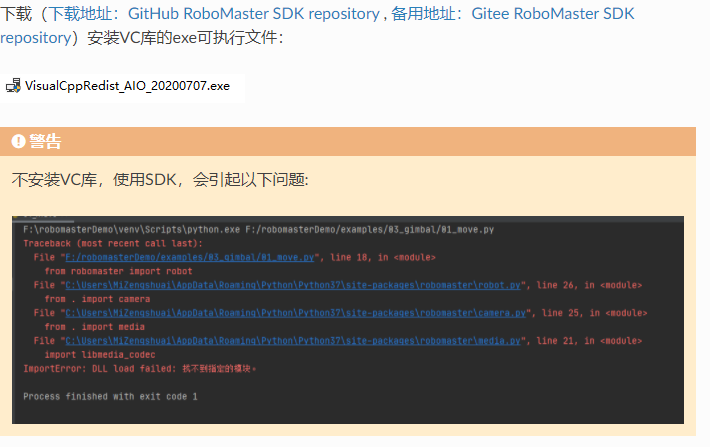 下载（下载地址：GitHub RoboMaster SDK repository , 备用地址：Gitee RoboMaster SDK
repository）安装VC库的exe可执行文件：
VisualCppRedist_AIO_20200707.exe
警告
不安装VC库，使用SDK，会引起以下问题:
F:\robomasterDemo\venv\Scripts\python.exe F:/robomasterDemo/examples/03_gimbal/01_move.py
Traceback (most recent call last):
File "F:/robomasterDemo/examples/03_gimbal/01_move.py", line 18, in <module>
from robomaster import robot
File "C:\Users\MiZengshuai\AppData\Roaming\Python\Python37\site-packages\robomaster\robot.py", line 26, in <module>
from . import camera
File "C:\Users\MiZengshuai\AppData\Roaming\Python\Python37\site-packages\robomaster\camera.py", line 25, in <module>
from . import media
File "C:\Users\MiZengshuai\AppData\Roaming\Python\Python37\site-packages\robomaster\media.py", line 21, in <module>
import libmedia_codec
ImportError: DLL load failed: 找不到指定的模块。
Process finished with exit code 1